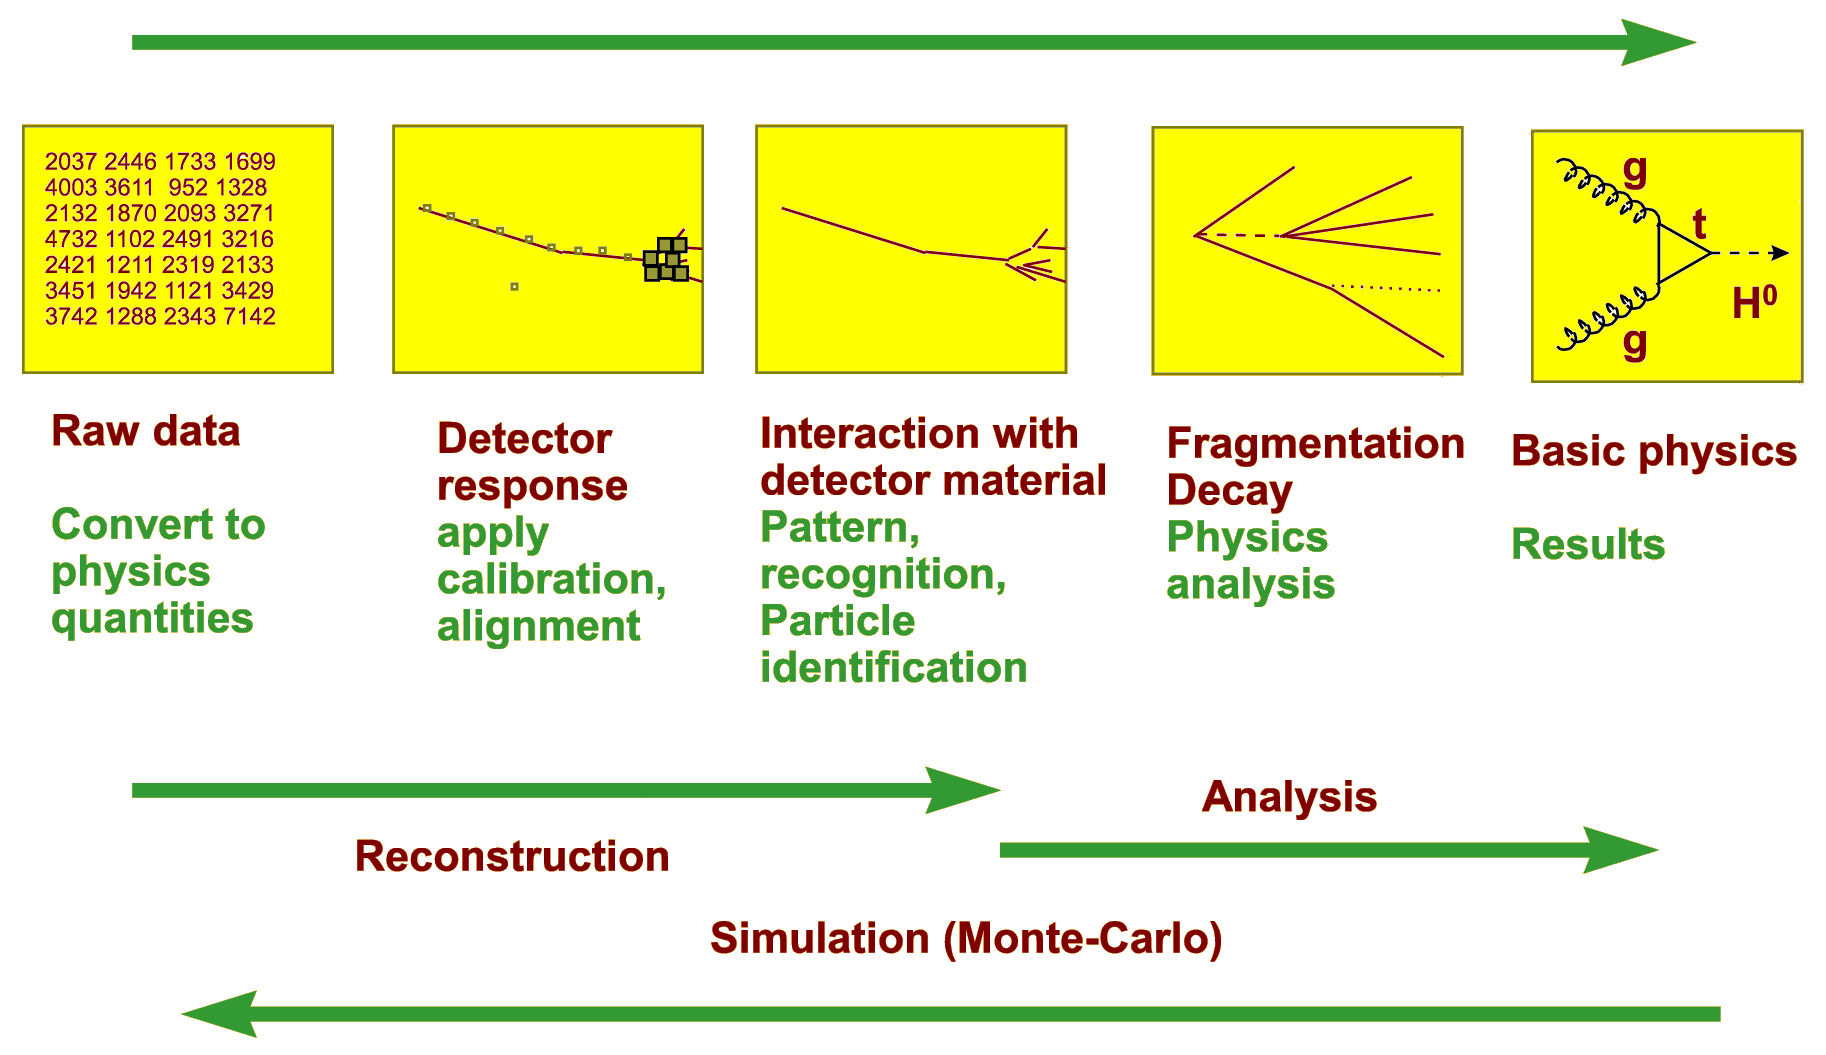 2037 2446 1733 1699
4003 3611 952 1328
2132 1870 2093 3271
4732 1102 2491 3216
2421 1211 2319 2133
3451 1942 1121 3429
3742 1288 2343 7142
g
t
H⁰
g
Raw data
Convert to
physics
quantities
Detector
response
apply
calibration,
alignment
Interaction with
detector material
Pattern,
recognition,
Particle
identification
Fragmentation
Decay
Physics
analysis
Basic physics
Results
Analysis
Reconstruction
Simulation (Monte-Carlo)